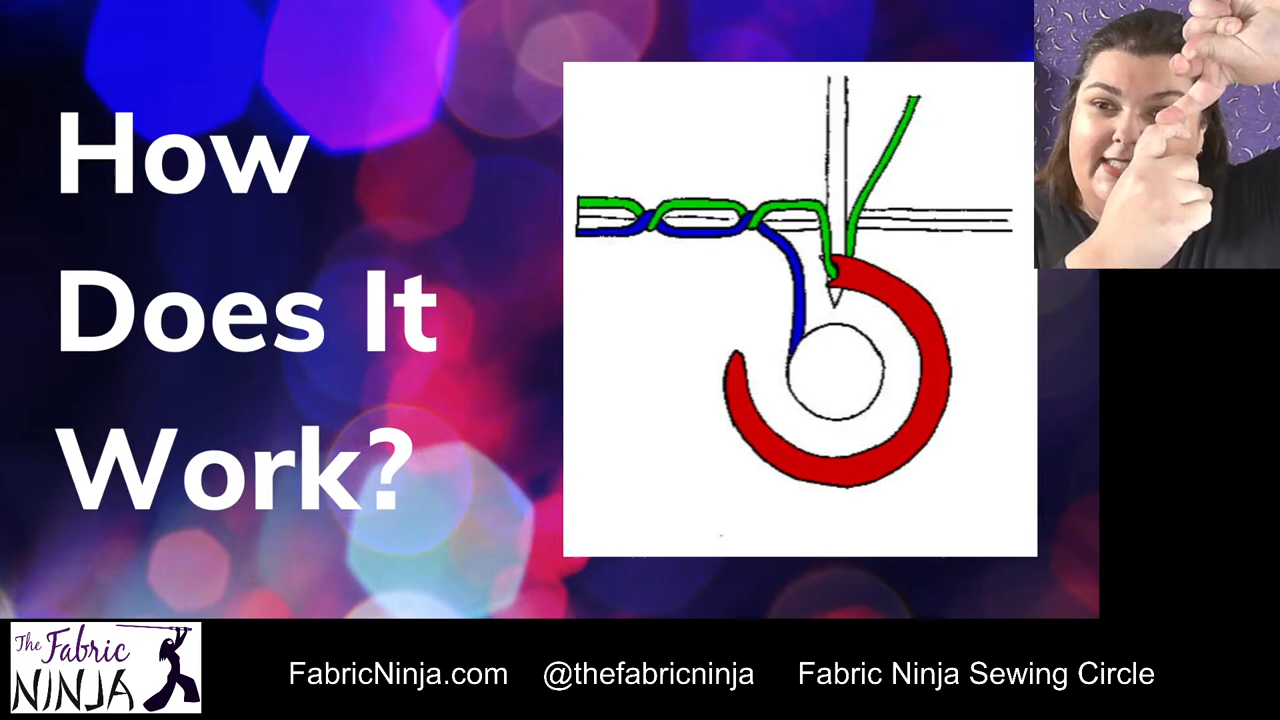 How
Does It
Work?
The Fabric
NINJA
FabricNinja.com @thefabricninja Fabric Ninja Sewing Circle